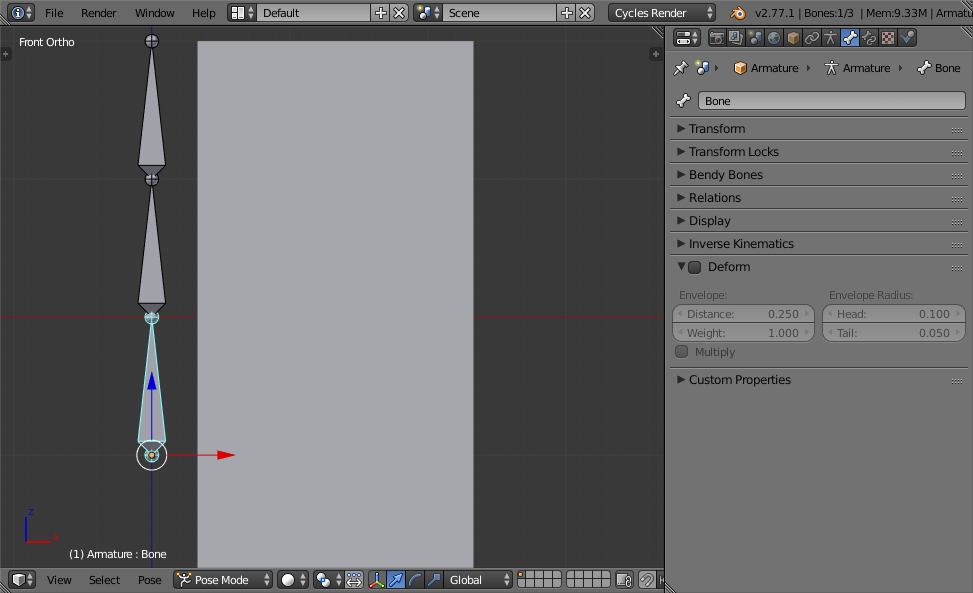 File Render Window Help Default Scene Cycles Render v2.77.1 | Bones:1/3 | Mem:9.33M | Armatu
Front Ortho
Armature Armature Bone
Bone
Transform
Transform Locks
Bendy Bones
Relations
Display
Inverse Kinematics
Deform
Envelope: Envelope Radius:
Distance: 0.250 Head: 0.100
Weight: 1.000 Tail: 0.050
Multiply
Custom Properties
z
x
(1) Armature : Bone
View Select Pose Pose Mode Global